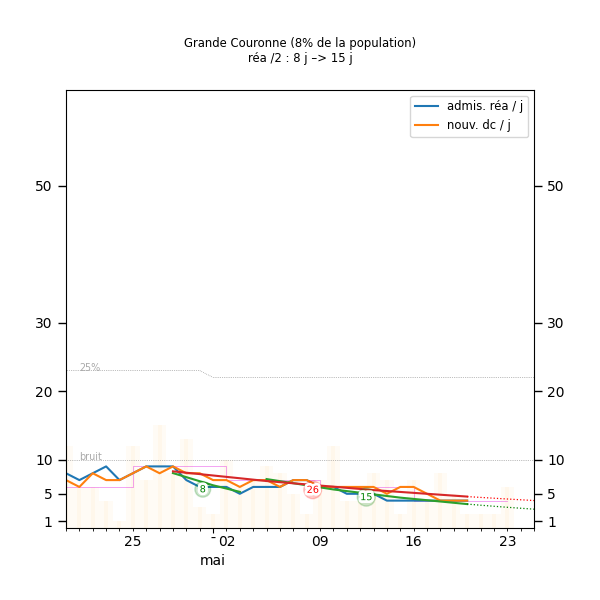 Grande Couronne (8% de la population)
réa /2 : 8 j −> 15 j
admis. réa / j
nouv. dc / j
50 50
30 30
25%
20 20
bruit
10 10
8 26 15
5 5
1 1
25 - 02 09 16 23
mai